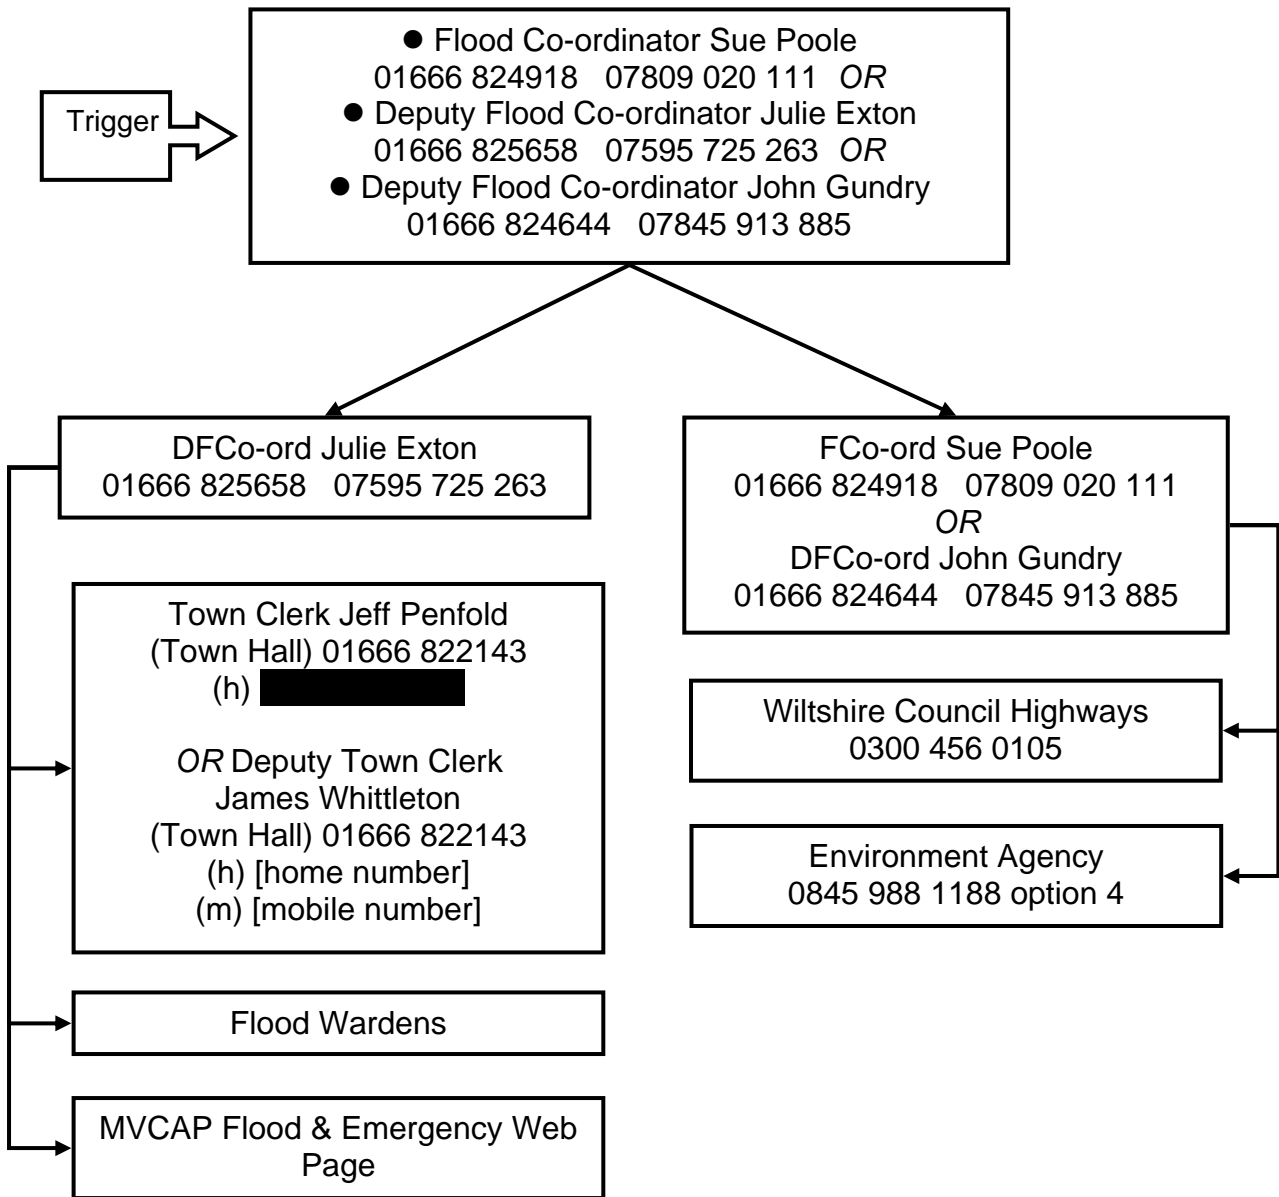 ● Flood Co-ordinator Sue Poole
01666 824918 07809 020 111 OR
● Deputy Flood Co-ordinator Julie Exton
01666 825658 07595 725 263 OR
● Deputy Flood Co-ordinator John Gundry
01666 824644 07845 913 885
Trigger
DFCo-ord Julie Exton
01666 825658 07595 725 263
Town Clerk Jeff Penfold
(Town Hall) 01666 822143
(h)
OR Deputy Town Clerk
James Whittleton
(Town Hall) 01666 822143
(h) [home number]
(m) [mobile number]
Flood Wardens
MVCAP Flood & Emergency Web
Page
FCo-ord Sue Poole
01666 824918 07809 020 111
OR
DFCo-ord John Gundry
01666 824644 07845 913 885
Wiltshire Council Highways
0300 456 0105
Environment Agency
0845 988 1188 option 4